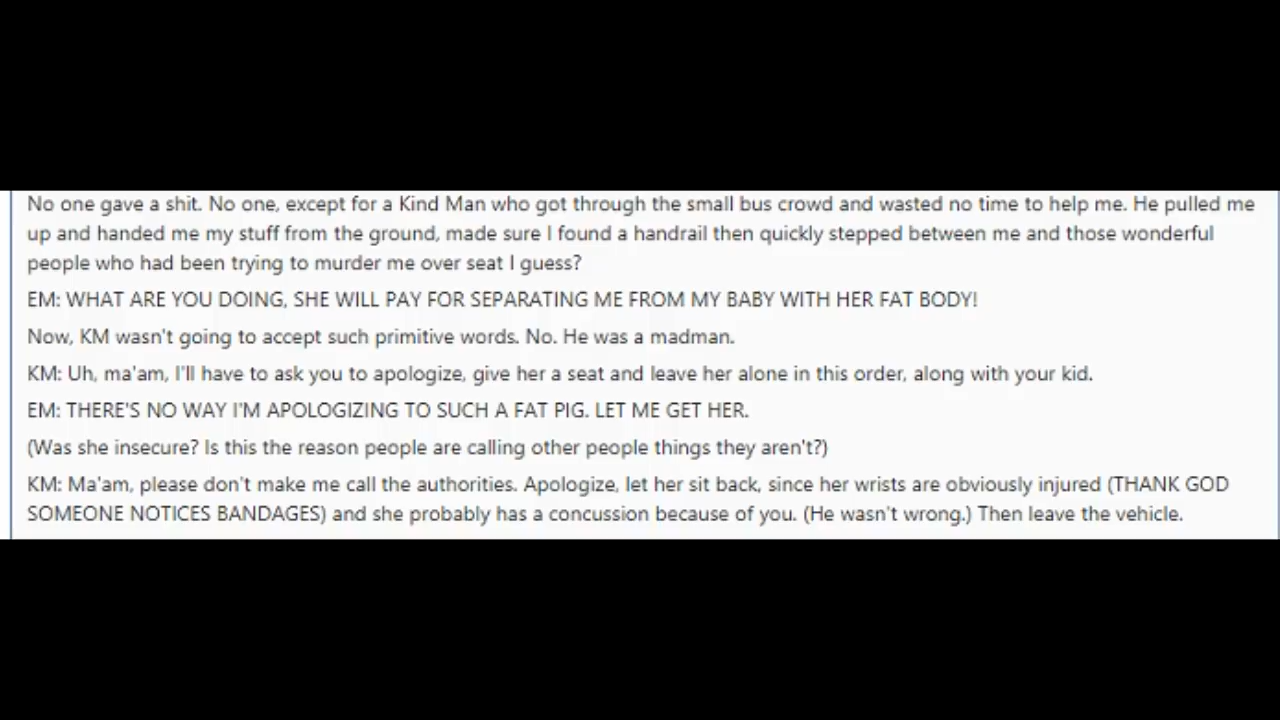 No one gave a shit. No one, except for a Kind Man who got through the small bus crowd and wasted no time to help me. He pulled me
up and handed me my stuff from the ground, made sure I found a handrail then quickly stepped between me and those wonderful
people who had been trying to murder me over seat I guess?
EM: WHAT ARE YOU DOING, SHE WILL PAY FOR SEPARATING ME FROM MY BABY WITH HER FAT BODY!
Now, KM wasn't going to accept such primitive words. No. He was a madman.
KM: Uh, ma'am, I'll have to ask you to apologize, give her a seat and leave her alone in this order, along with your kid.
EM: THERE'S NO WAY I'M APOLOGIZING TO SUCH A FAT PIG. LET ME GET HER.
(Was she insecure? Is this the reason people are calling other people things they aren't?)
KM: Ma'am, please don't make me call the authorities. Apologize, let her sit back, since her wrists are obviously injured (THANK GOD
SOMEONE NOTICES BANDAGES) and she probably has a concussion because of you. (He wasn't wrong.) Then leave the vehicle.